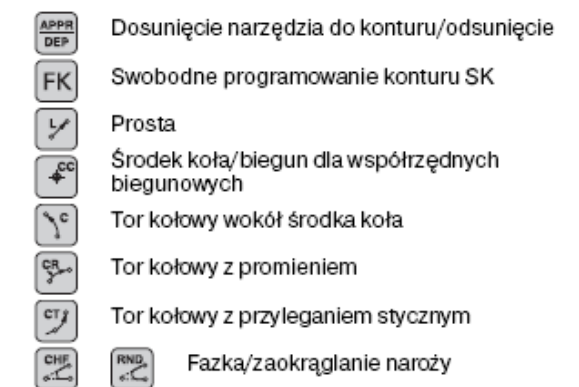 APPR
DEP
Dosunięcie narzędzia do konturu/odsunięcie
FK
Swobodne programowanie konturu SK
L
Prosta
CC
Środek koła/biegun dla współrzędnych
biegunowych
C
Tor kołowy wokół środka koła
CR
Tor kołowy z promieniem
CT
Tor kołowy z przyleganiem stycznym
CHF
RND
Fazka/zaokrąglanie naroży